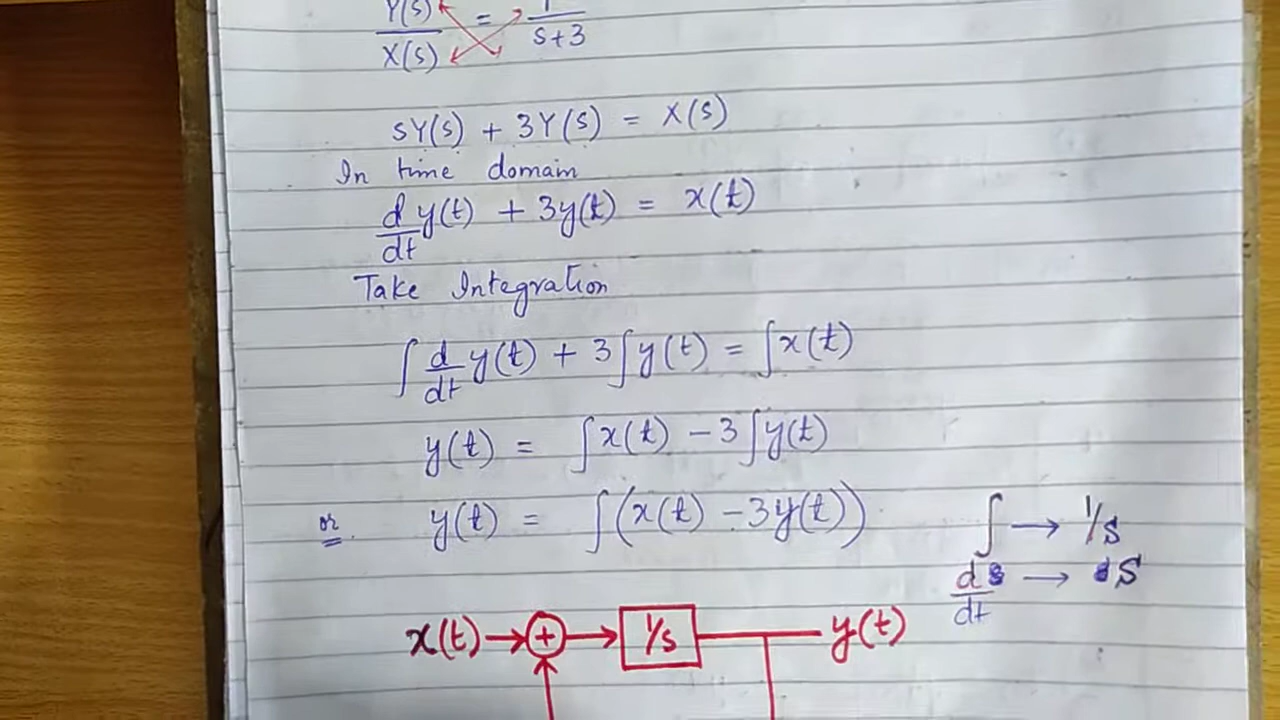 Y(S)/X(S) = 1/S+3
SY(S) + 3Y(S) = X(S)
In time domain
d/dt y(t) + 3y(t) = x(t)
Take Integration
∫ d/dt y(t) + 3∫y(t) = ∫x(t)
y(t) = ∫x(t) - 3∫y(t)
or y(t) = ∫(x(t) - 3y(t))
∫ → 1/S
d/dt → S
x(t) → + → 1/S y(t)